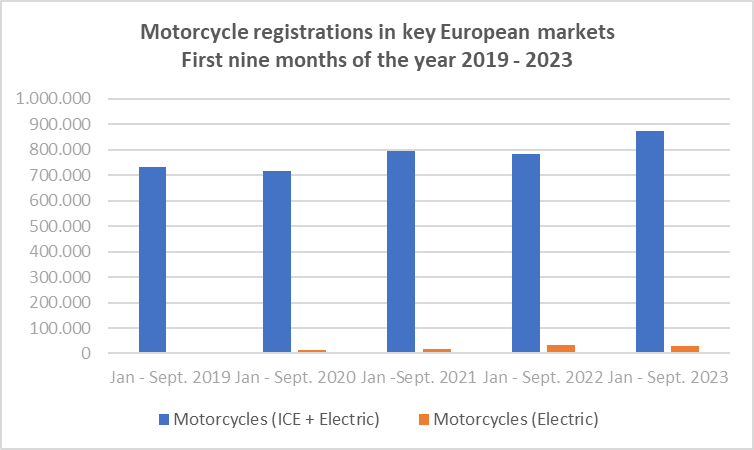 Motorcycle registrations in key European markets
First nine months of the year 2019 - 2023
1.000.000
900.000
800.000
700.000
600.000
500.000
400.000
300.000
200.000
100.000
0
Jan - Sept. 2019 Jan - Sept. 2020 Jan -Sept. 2021 Jan - Sept. 2022 Jan - Sept. 2023
Motorcycles (ICE + Electric) Motorcycles (Electric)